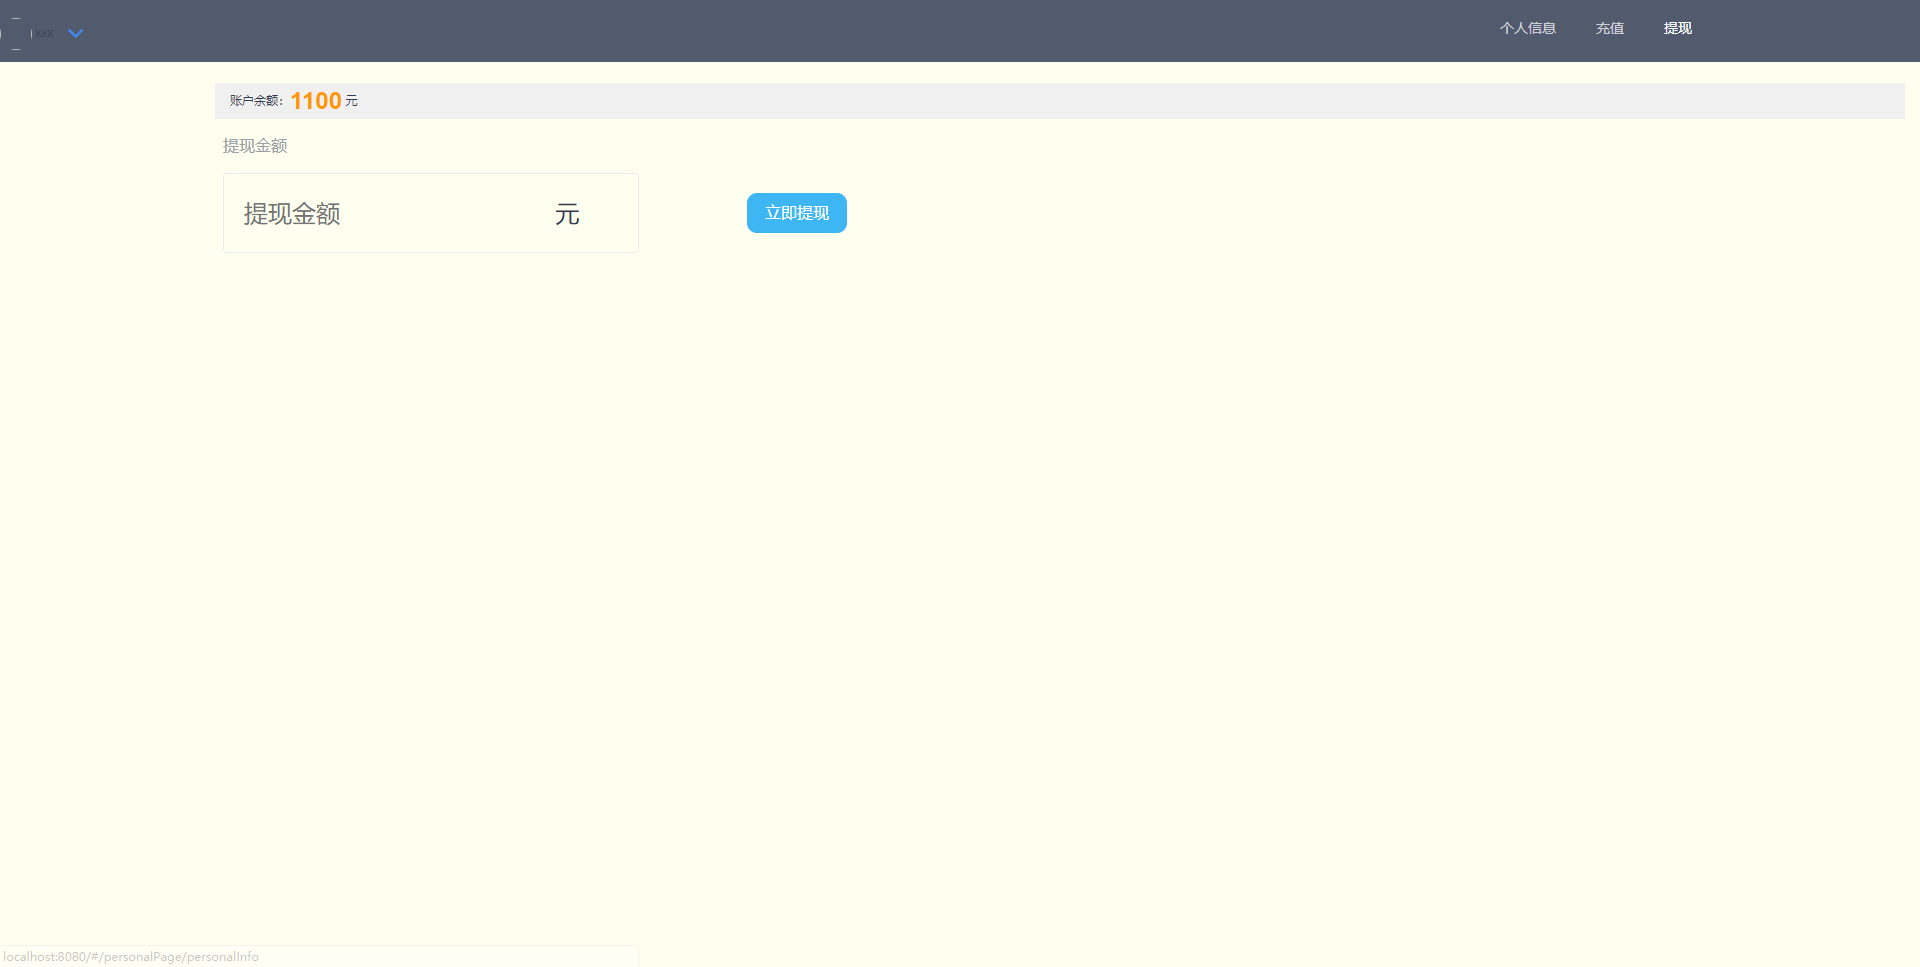 xxx
个人信息 充值 提现
账户余额：1100 元
提现金额
提现金额 元
立即提现
localhost:8080/#/personalPage/personalInfo